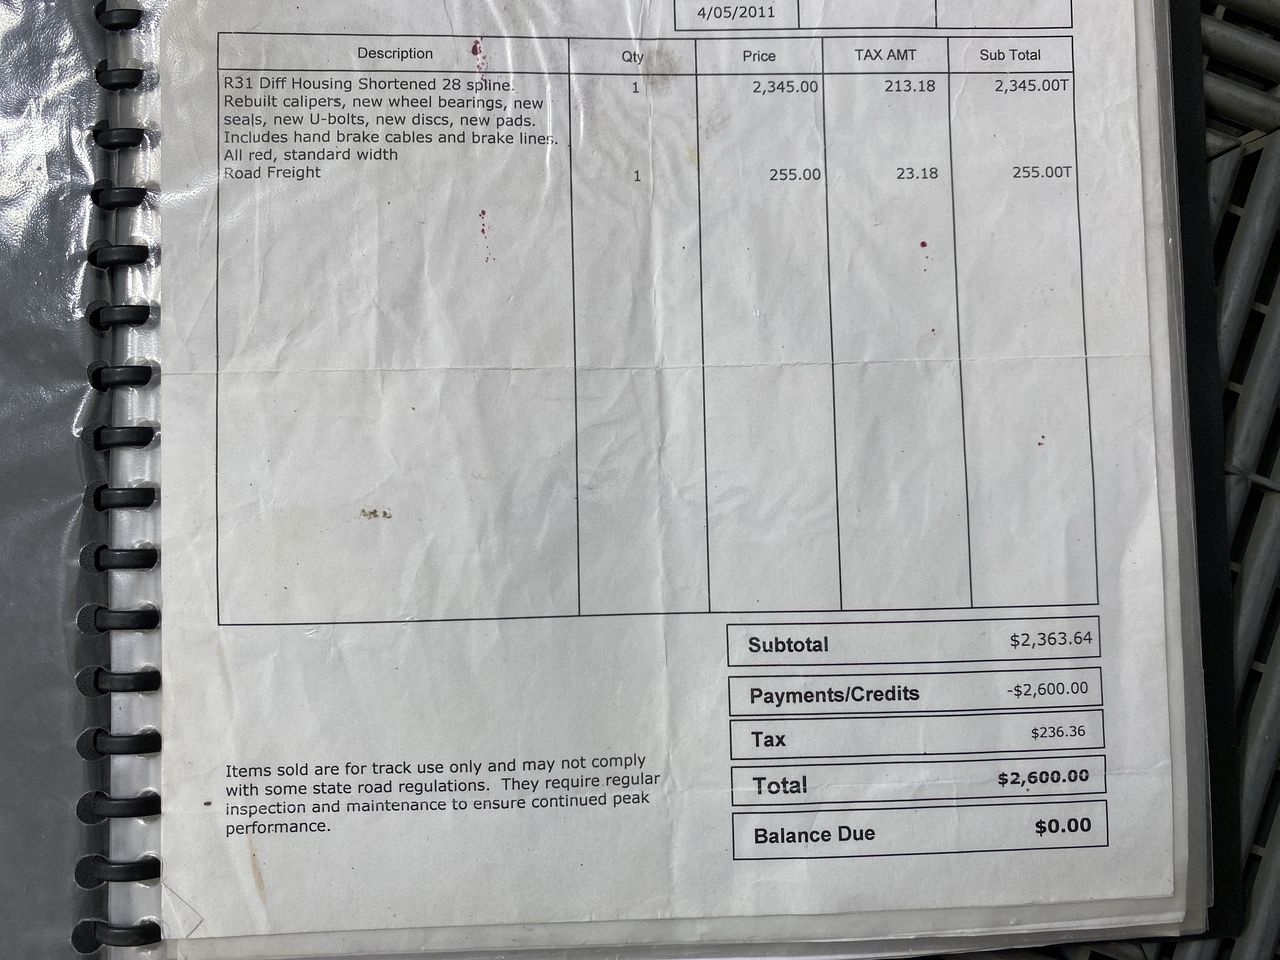 4/05/2011
Description Qty Price TAX AMT Sub Total
R31 Diff Housing Shortened 28 spline. 1 2,345.00 213.18 2,345.00T
Rebuilt calipers, new wheel bearings, new
seals, new U-bolts, new discs, new pads.
Includes hand brake cables and brake lines.
All red, standard width
Road Freight 1 255.00 23.18 255.00T
Subtotal $2,363.64
Payments/Credits -$2,600.00
Tax $236.36
Total $2,600.00
Balance Due $0.00
Items sold are for track use only and may not comply
with some state road regulations. They require regular
inspection and maintenance to ensure continued peak
performance.